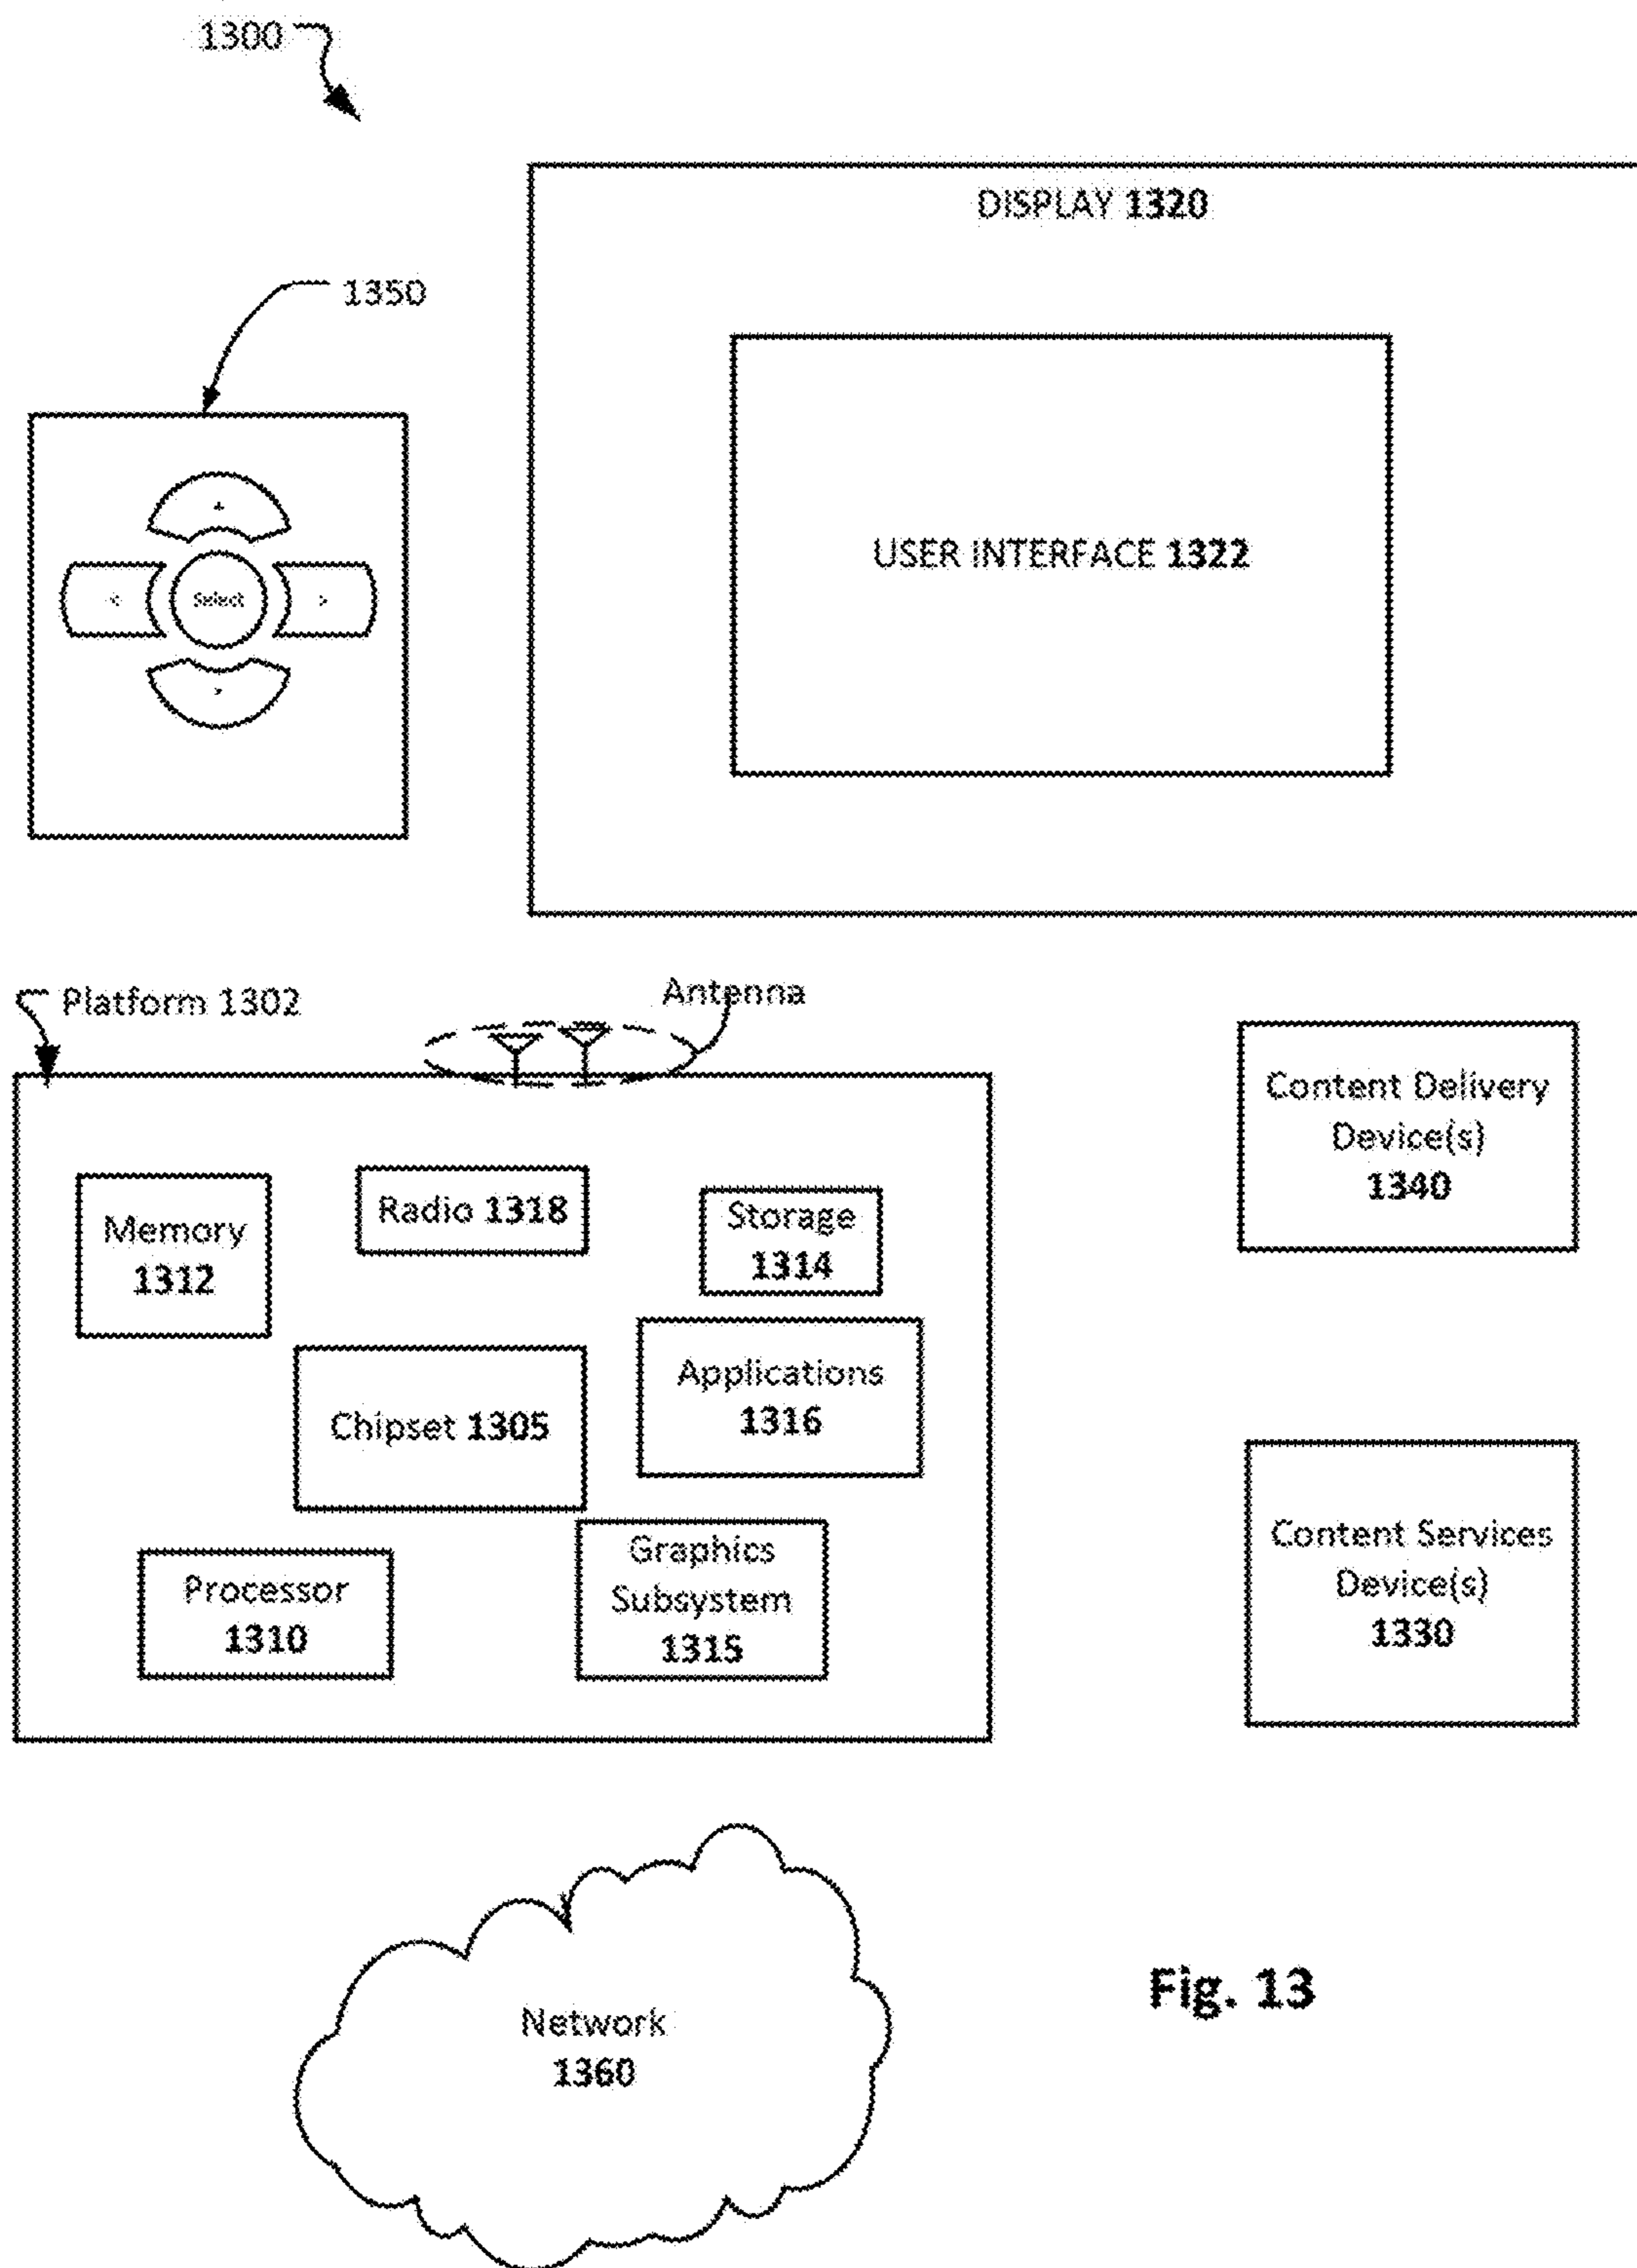 1300
DISPLAY 1320
1350
USER INTERFACE 1322
<
Select
>
Platform 1302
Antenna
Content Delivery
Device(s)
1340
Memory
1312
Radio 1318
Storage
1314
Applications
1316
Chipset 1305
Content Services
Device(s)
1330
Processor
1310
Graphics
Subsystem
1315
Network
1360
Fig. 13